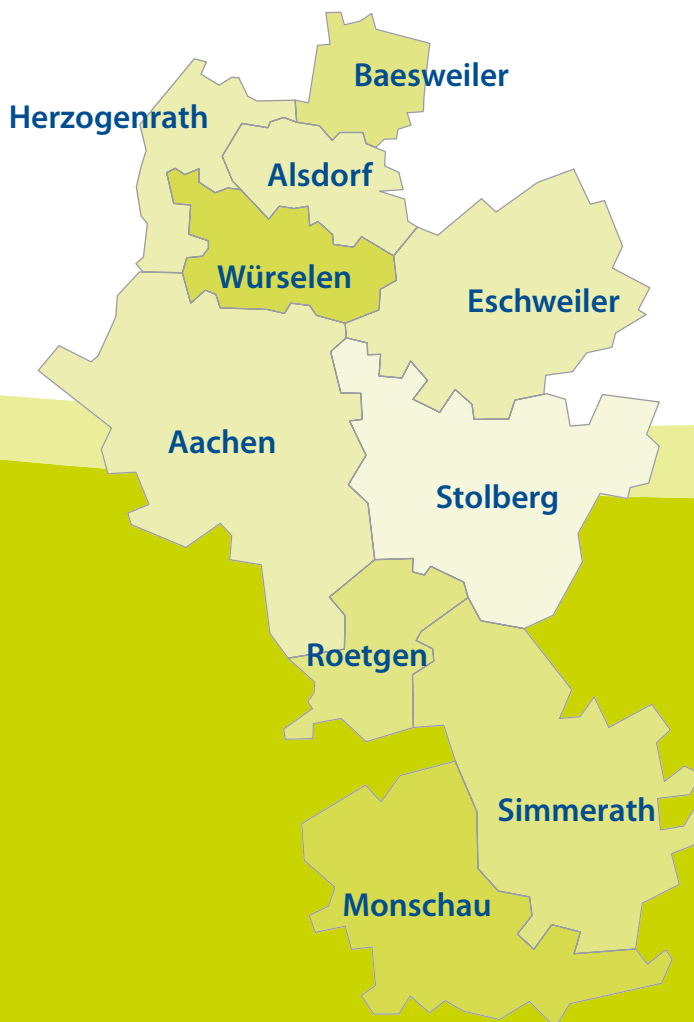 Baesweiler
Herzogenrath
Alsdorf
Würselen
Eschweiler
Aachen
Stolberg
Roetgen
Simmerath
Monschau